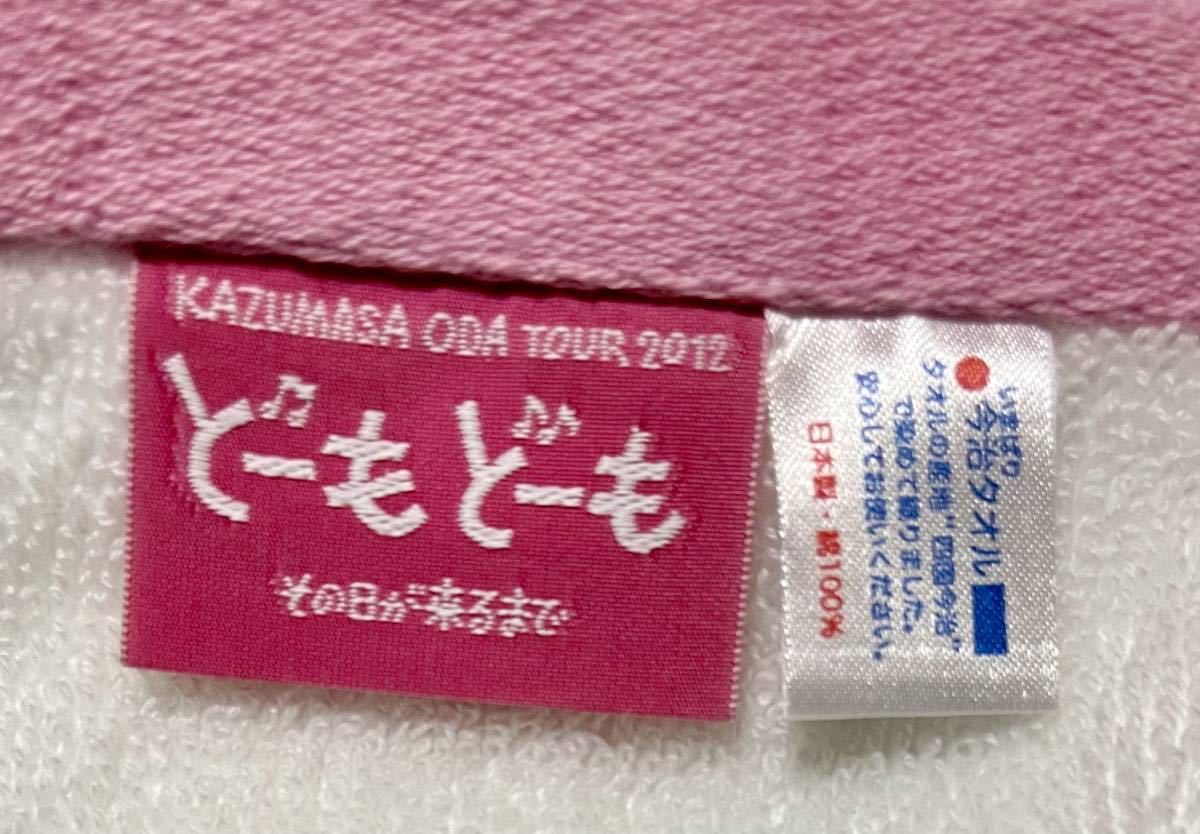 KAZUMASA ODA TOUR 2012
どーもどーも
その日が来るまで
いまばり
今治タオル
タオルの産地"四国今治"
で始めて織りました。
安心してお使いください。
日本製・綿100%